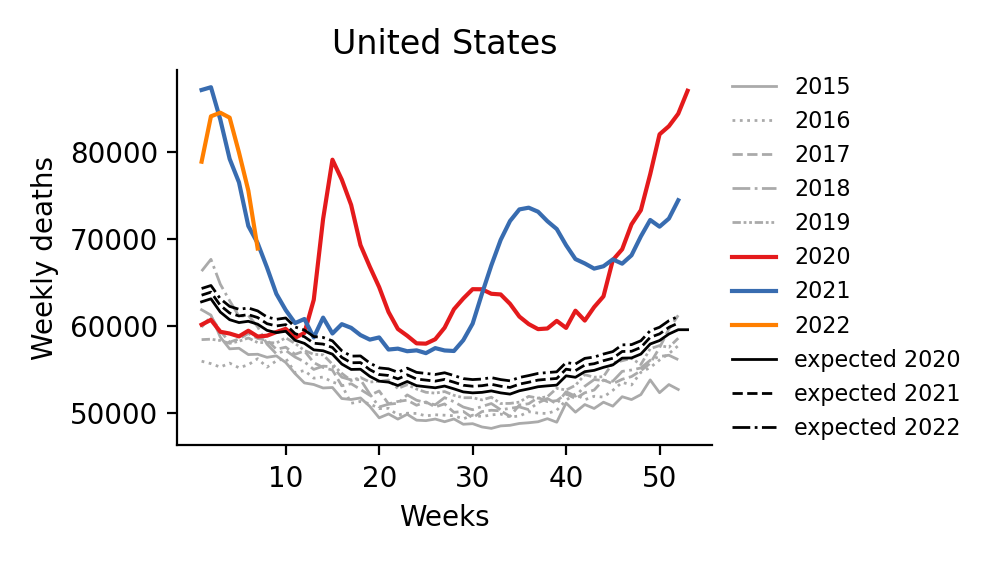 United States
Weekly deaths
80000
70000
60000
50000
10 20 30 40 50
Weeks
2015
2016
2017
2018
2019
2020
2021
2022
expected 2020
expected 2021
expected 2022